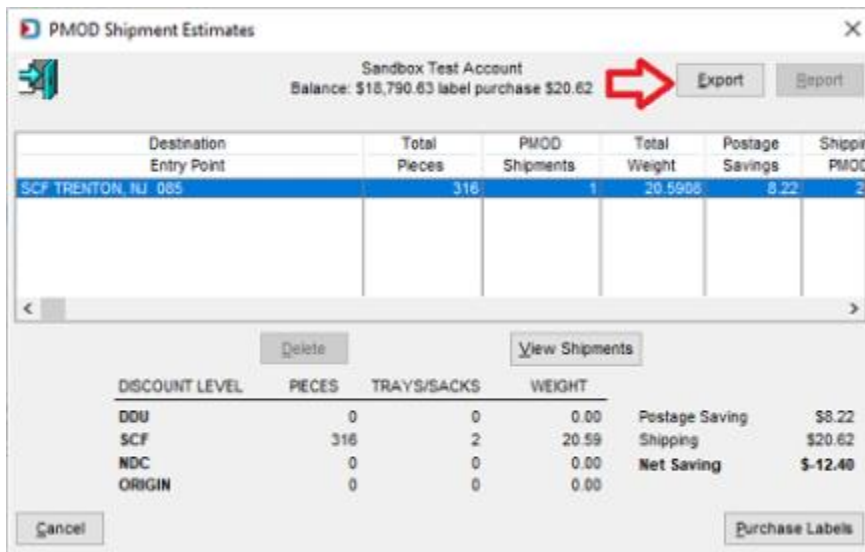 PMOD Shipment Estimates
Sandbox Test Account
Balance: $18,790.63 label purchase $20.62
Export Report
Destination Total PMOD Total Postage Shippin
Entry Point Pieces Shipments Weight Savings PMOD
SCF TRENTON, NJ 085 316 1 20.5908 8.22 2
Delete View Shipments
DISCOUNT LEVEL PIECES TRAYS/SACKS WEIGHT
DDU 0 0 0.00 Postage Saving $8.22
SCF 316 2 20.59 Shipping $20.62
NDC 0 0 0.00 Net Saving $-12.40
ORIGIN 0 0 0.00
Cancel Purchase Labels